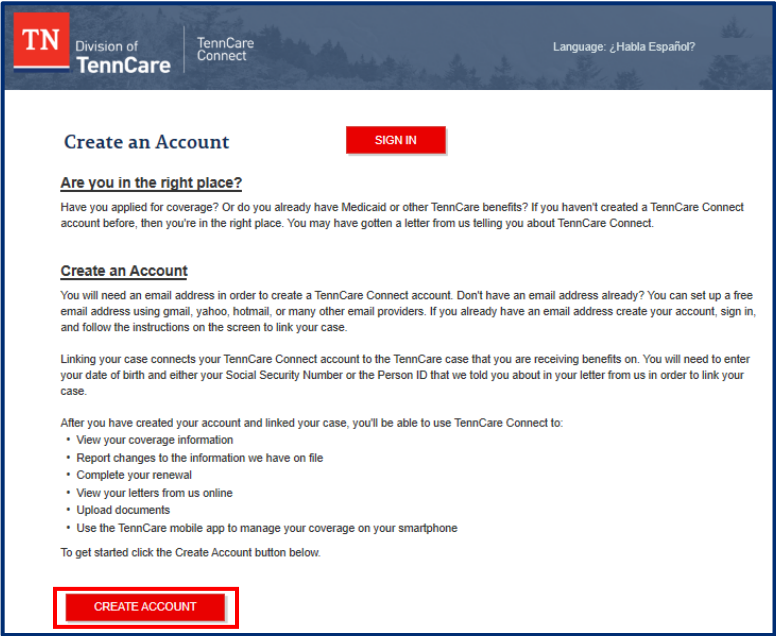 TN
Division of
TennCare
TennCare
Connect
Language: ¿Habla Español?
Create an Account
SIGN IN
Are you in the right place?
Have you applied for coverage? Or do you already have Medicaid or other TennCare benefits? If you haven't created a TennCare Connect
account before, then you're in the right place. You may have gotten a letter from us telling you about TennCare Connect.
Create an Account
You will need an email address in order to create a TennCare Connect account. Don't have an email address already? You can set up a free
email address using gmail, yahoo, hotmail, or many other email providers. If you already have an email address create your account, sign in,
and follow the instructions on the screen to link your case.
Linking your case connects your TennCare Connect account to the TennCare case that you are receiving benefits on. You will need to enter
your date of birth and either your Social Security Number or the Person ID that we told you about in your letter from us in order to link your
case.
After you have created your account and linked your case, you'll be able to use TennCare Connect to:
• View your coverage information
• Report changes to the information we have on file
• Complete your renewal
• View your letters from us online
• Upload documents
• Use the TennCare mobile app to manage your coverage on your smartphone
To get started click the Create Account button below.
CREATE ACCOUNT